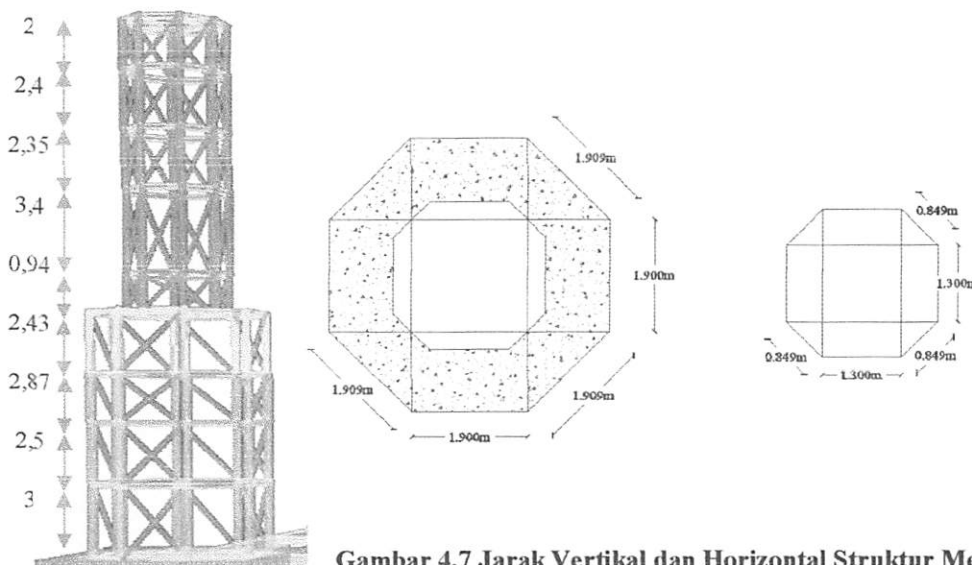 2
2,4
2,35
3,4
0,94
2,43
2,87
2,5
3
1.909m
1.900m
1.909m
1.909m
1.900m
0.849m
1.300m
0.849m
0.849m
1.300m
Gambar 4.7 Jarak Vertikal dan Horizontal Struktur Me